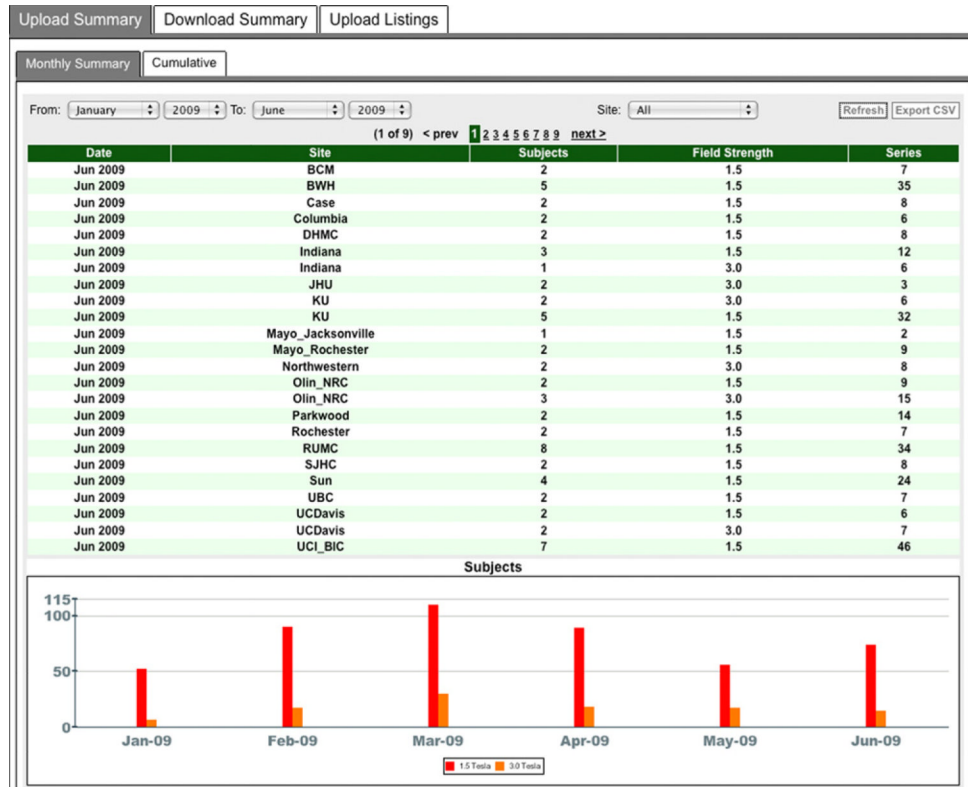 Upload Summary Download Summary Upload Listings
Monthly Summary Cumulative
From: January 2009 To: June 2009 Site: All Refresh Export CSV
(1 of 9) < prev 1 2 3 4 5 6 7 8 9 next >
Date Site Subjects Field Strength Series
Jun 2009 BCM 2 1.5 7
Jun 2009 BWH 5 1.5 35
Jun 2009 Case 2 1.5 8
Jun 2009 Columbia 2 1.5 6
Jun 2009 DHMC 2 1.5 8
Jun 2009 Indiana 3 1.5 12
Jun 2009 Indiana 1 3.0 6
Jun 2009 JHU 2 3.0 3
Jun 2009 KU 2 3.0 6
Jun 2009 KU 5 1.5 32
Jun 2009 Mayo_Jacksonville 1 1.5 2
Jun 2009 Mayo_Rochester 2 1.5 9
Jun 2009 Northwestern 2 3.0 8
Jun 2009 Olin_NRC 2 1.5 9
Jun 2009 Olin_NRC 3 3.0 15
Jun 2009 Parkwood 2 1.5 14
Jun 2009 Rochester 2 1.5 7
Jun 2009 RUMC 8 1.5 34
Jun 2009 SJHC 2 1.5 8
Jun 2009 Sun 4 1.5 24
Jun 2009 UBC 2 1.5 7
Jun 2009 UCDavis 2 1.5 6
Jun 2009 UCDavis 2 3.0 7
Jun 2009 UCI_BIC 7 1.5 46
Subjects
115
100
50
0
Jan-09 Feb-09 Mar-09 Apr-09 May-09 Jun-09
1.5 Tesla 3.0 Tesla